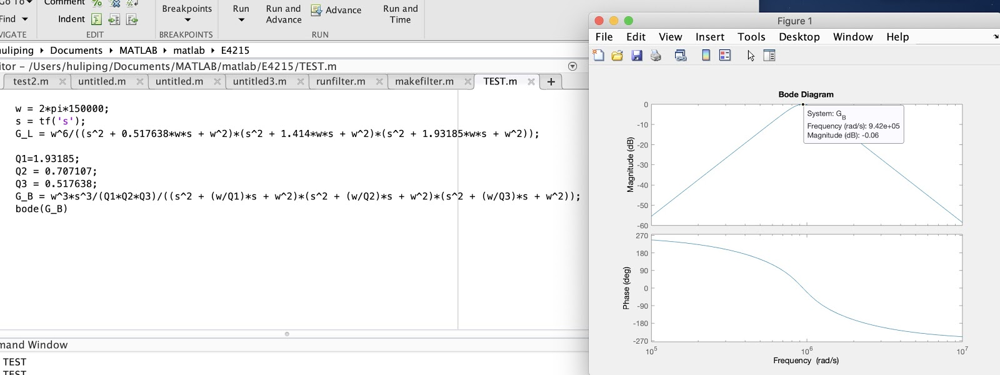 Go To
Comment
Find
Indent
VIGATE
EDIT
Breakpoints
BREAKPOINTS
Run
Run and Advance
Advance
Run and Time
RUN
huliping ▸ Documents ▸ MATLAB ▸ matlab ▸ E4215
itor – /Users/huliping/Documents/MATLAB/matlab/E4215/TEST.m
test2.m untitled.m untitled.m untitled3.m runfilter.m makefilter.m TEST.m +
w = 2*pi*150000;
s = tf('s');
G_L = w^6/((s^2 + 0.517638*w*s + w^2)*(s^2 + 1.414*w*s + w^2)*(s^2 + 1.93185*w*s + w^2));
Q1=1.93185;
Q2 = 0.707107;
Q3 = 0.517638;
G_B = w^3*s^3/(Q1*Q2*Q3)/((s^2 + (w/Q1)*s + w^2)*(s^2 + (w/Q2)*s + w^2)*(s^2 + (w/Q3)*s + w^2));
bode(G_B)
mand Window
TEST
TEST
Figure 1
File Edit View Insert Tools Desktop Window Help
Bode Diagram
System: G_B
Frequency (rad/s): 9.42e+05
Magnitude (dB): -0.06
Magnitude (dB)
0
-10
-20
-30
-40
-50
-60
Phase (deg)
270
180
90
0
-90
-180
-270
10^5 10^6 10^7
Frequency (rad/s)